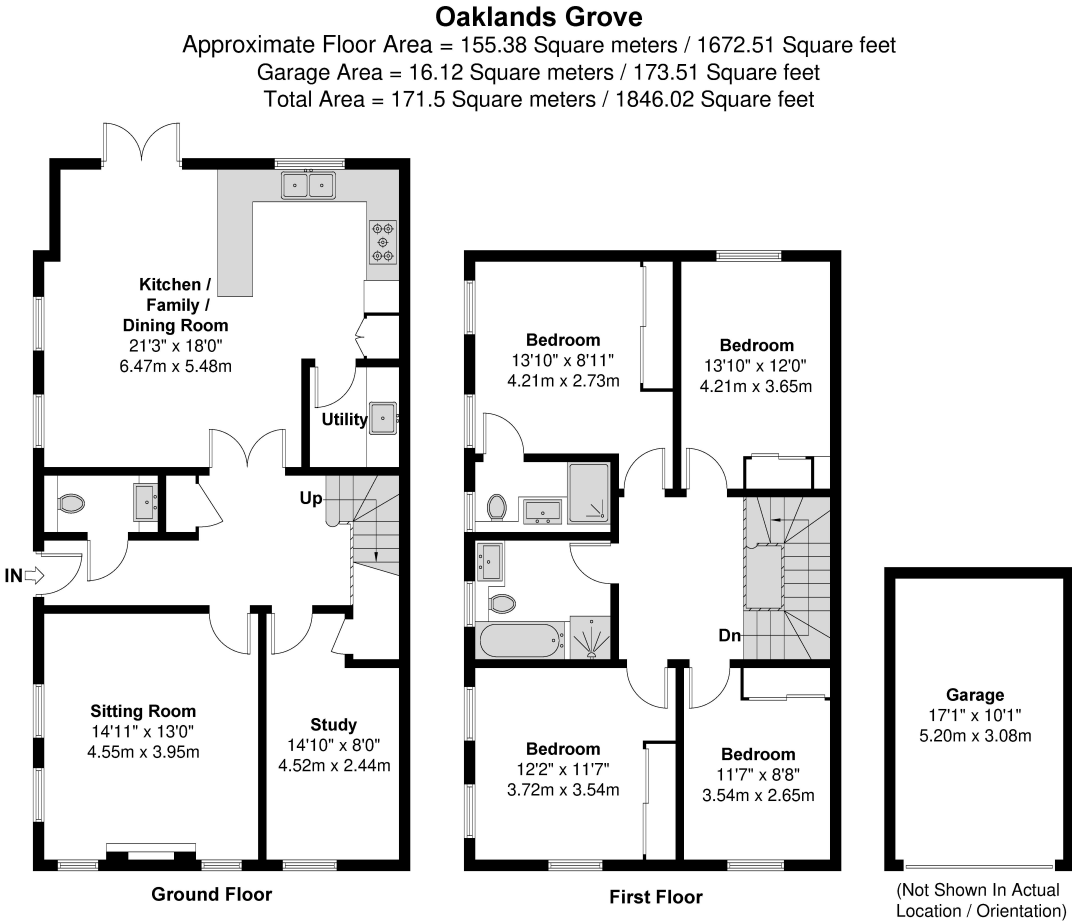 Oaklands Grove
Approximate Floor Area = 155.38 Square meters / 1672.51 Square feet
Garage Area = 16.12 Square meters / 173.51 Square feet
Total Area = 171.5 Square meters / 1846.02 Square feet
Kitchen /
Family /
Dining Room
21'3" x 18'0"
6.47m x 5.48m
Utility
Up
IN
Sitting Room
14'11" x 13'0"
4.55m x 3.95m
Study
14'10" x 8'0"
4.52m x 2.44m
Ground Floor
Bedroom
13'10" x 8'11"
4.21m x 2.73m
Bedroom
13'10" x 12'0"
4.21m x 3.65m
Dn
Bedroom
12'2" x 11'7"
3.72m x 3.54m
Bedroom
11'7" x 8'8"
3.54m x 2.65m
First Floor
Garage
17'1" x 10'1"
5.20m x 3.08m
(Not Shown In Actual
Location / Orientation)